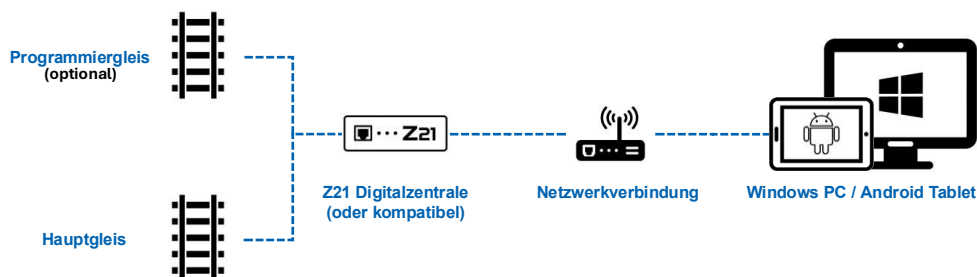 Programmiergleis
(optional)
Z21
Z21 Digitalzentrale
(oder kompatibel)
Netzwerkverbindung
Windows PC / Android Tablet
Hauptgleis